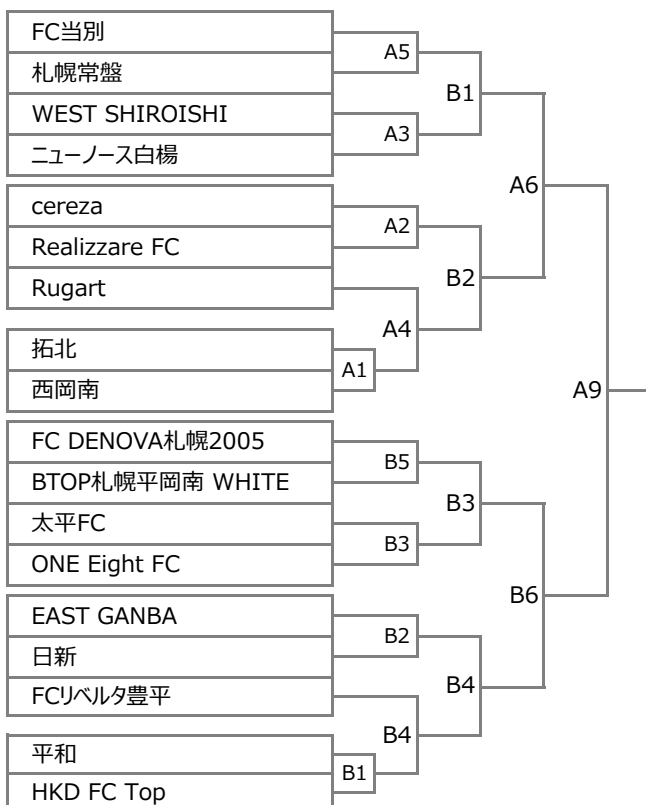 FC当別
札幌常盤
WEST SHIROISHI
ニューノース白楊
A5
A3
B1
cereza
Realizzare FC
Rugart
A2
A4
B2
A6
拓北
西岡南
A1
A9
FC DENOVA札幌2005
BTOP札幌平岡南 WHITE
太平FC
ONE Eight FC
B5
B3
B3
B6
EAST GANBA
日新
FCリベルタ豊平
B2
B4
B4
平和
HKD FC Top
B1